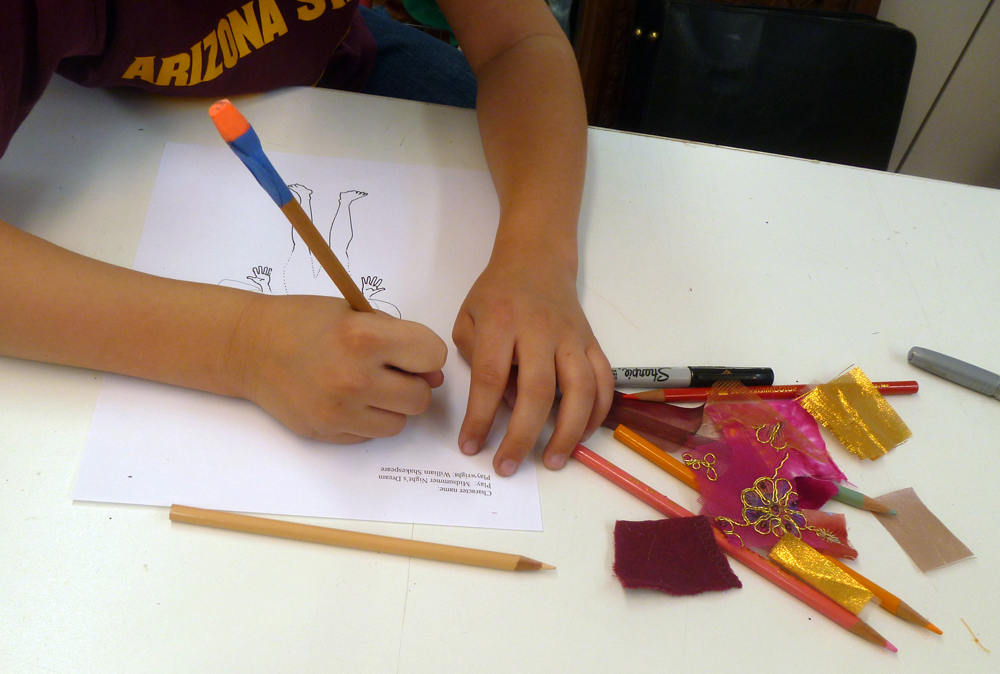 ARIZONA ST
Sharpie
Character name:
Play: Midsummer Night's Dream
Playwright: William Shakespeare